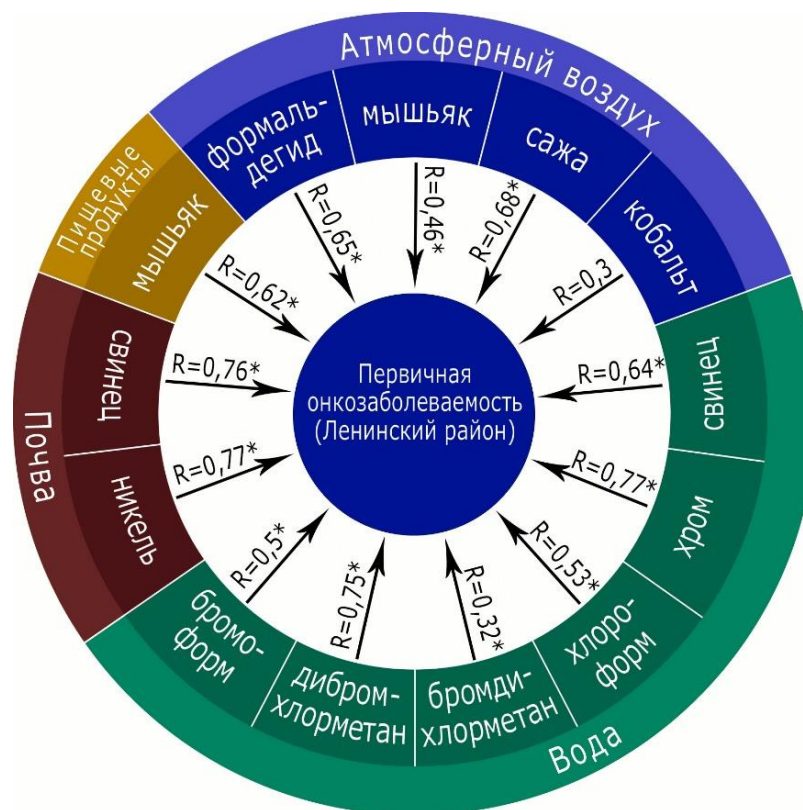 Атмосферный воздух
формаль-
дегид
мышьяк
сажа
кобальт
R=0,65*
R=0,46*
R=0,68*
R=0,3
Вода
свинец
хром
хлоро-
форм
бромди-
хлорметан
дибром-
хлорметан
бромо-
форм
R=0,64*
R=0,77*
R=0,53*
R=0,32*
R=0,75*
R=0,5*
Почва
никель
свинец
R=0,77*
R=0,76*
Пищевые
продукты
мышьяк
R=0,62*
Первичная
онкозаболеваемость
(Ленинский район)